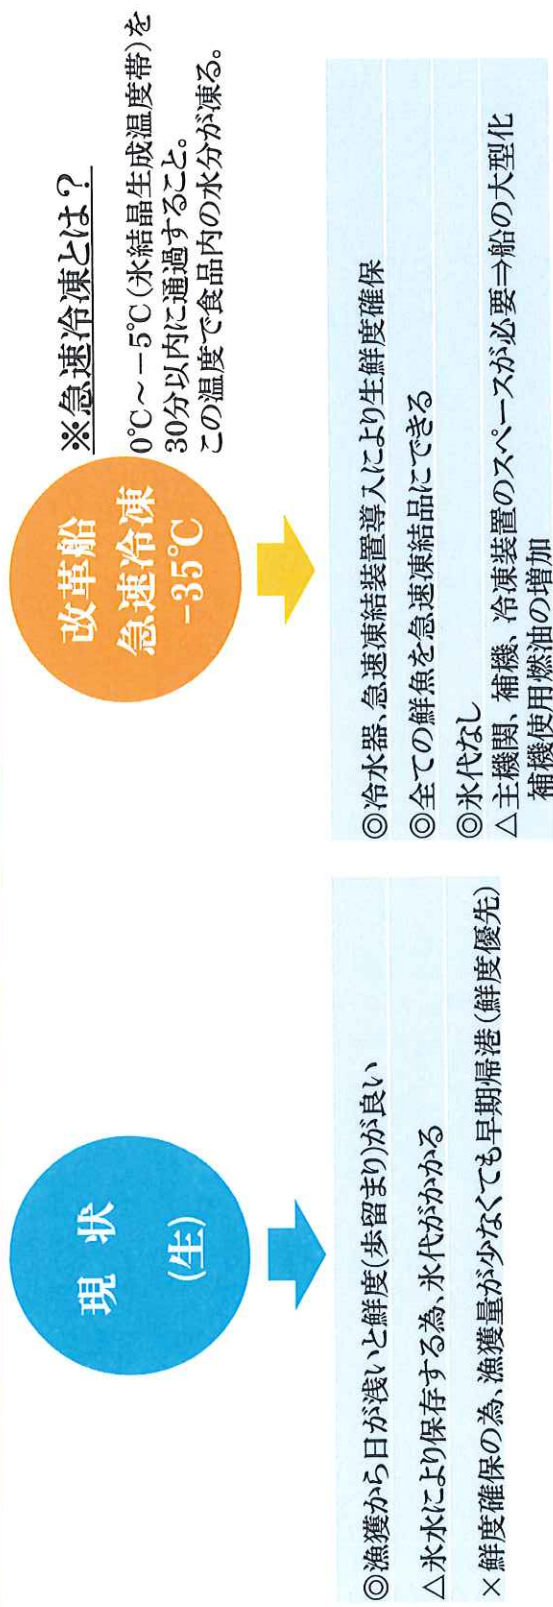 現 状
(生)
◎漁獲から日が浅いと鮮度(歩留まり)が良い
△氷水により保存する為、氷代がかかる
×鮮度確保の為、漁獲量が少なくても早期帰港(鮮度優先)
改革船
急速冷凍
-35℃
※急速冷凍とは?
0℃~-5℃(氷結晶生成温度帯)を
30分以内に通過すること。
この温度で食品内の水分が凍る。
◎冷水器、急速凍結装置導入により生鮮度確保
◎全ての鮮魚を急速凍結品にできる
◎氷代なし
△主機関、補機、冷凍装置のスペースが必要⇒船の大型化
補機使用燃油の増加